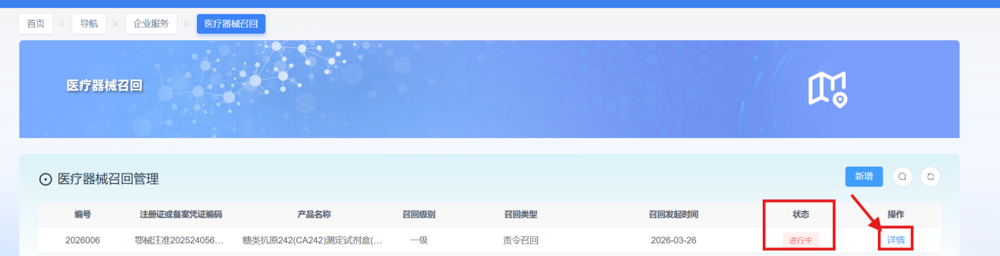 首页 > 导航 > 企业服务 > 医疗器械召回
医疗器械召回
医疗器械召回管理 新增
编号 注册证或备案凭证编码 产品名称 召回级别 召回类型 召回发起时间 状态 操作
2026006 鄂械注准202524056... 糖类抗原242(CA242)测定试剂盒(... 一级 责令召回 2026-03-26 进行中 详情